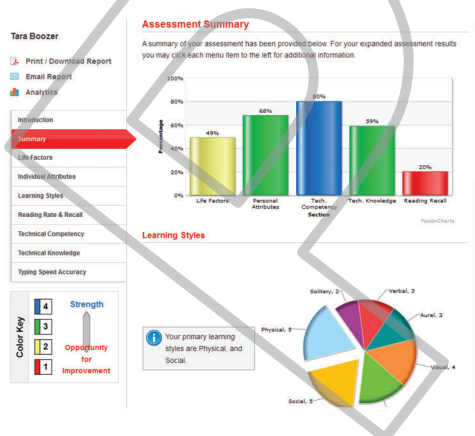 Tara Boozer
Print / Download Report
Email Report
Analytics
Introduction
Summary
Life Factors
Individual Attributes
Learning Styles
Reading Rate & Recall
Technical Competency
Technical Knowledge
Typing Speed Accuracy
Color Key
4
3
2
1
Strength
Opportunity
for
Improvement
Assessment Summary
A summary of your assessment has been provided below. For your expanded assessment results
you may click each menu item to the left for additional information.
Percentage
100%
80%
60%
40%
20%
0%
49%
68%
80%
59%
20%
Life Factors
Personal
Attributes
Tech.
Competency
Tech. Knowledge
Reading Recall
Section
FusionCharts
Learning Styles
Your primary learning
styles are Physical, and
Social.
Solitary, 2
Verbal, 3
Aural, 3
Visual, 4
Physical, 5
Social, 5